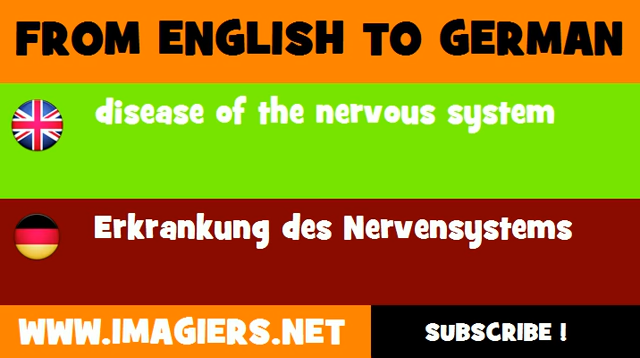 FROM ENGLISH TO GERMAN
disease of the nervous system
Erkrankung des Nervensystems
WWW.IMAGIERS.NET
SUBSCRIBE !